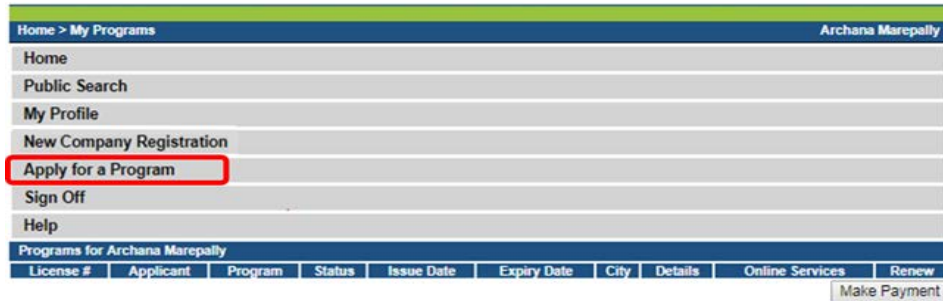 Home > My Programs Archana Marepally
Home
Public Search
My Profile
New Company Registration
Apply for a Program
Sign Off
Help
Programs for Archana Marepally
License # Applicant Program Status Issue Date Expiry Date City Details Online Services Renew
Make Payment